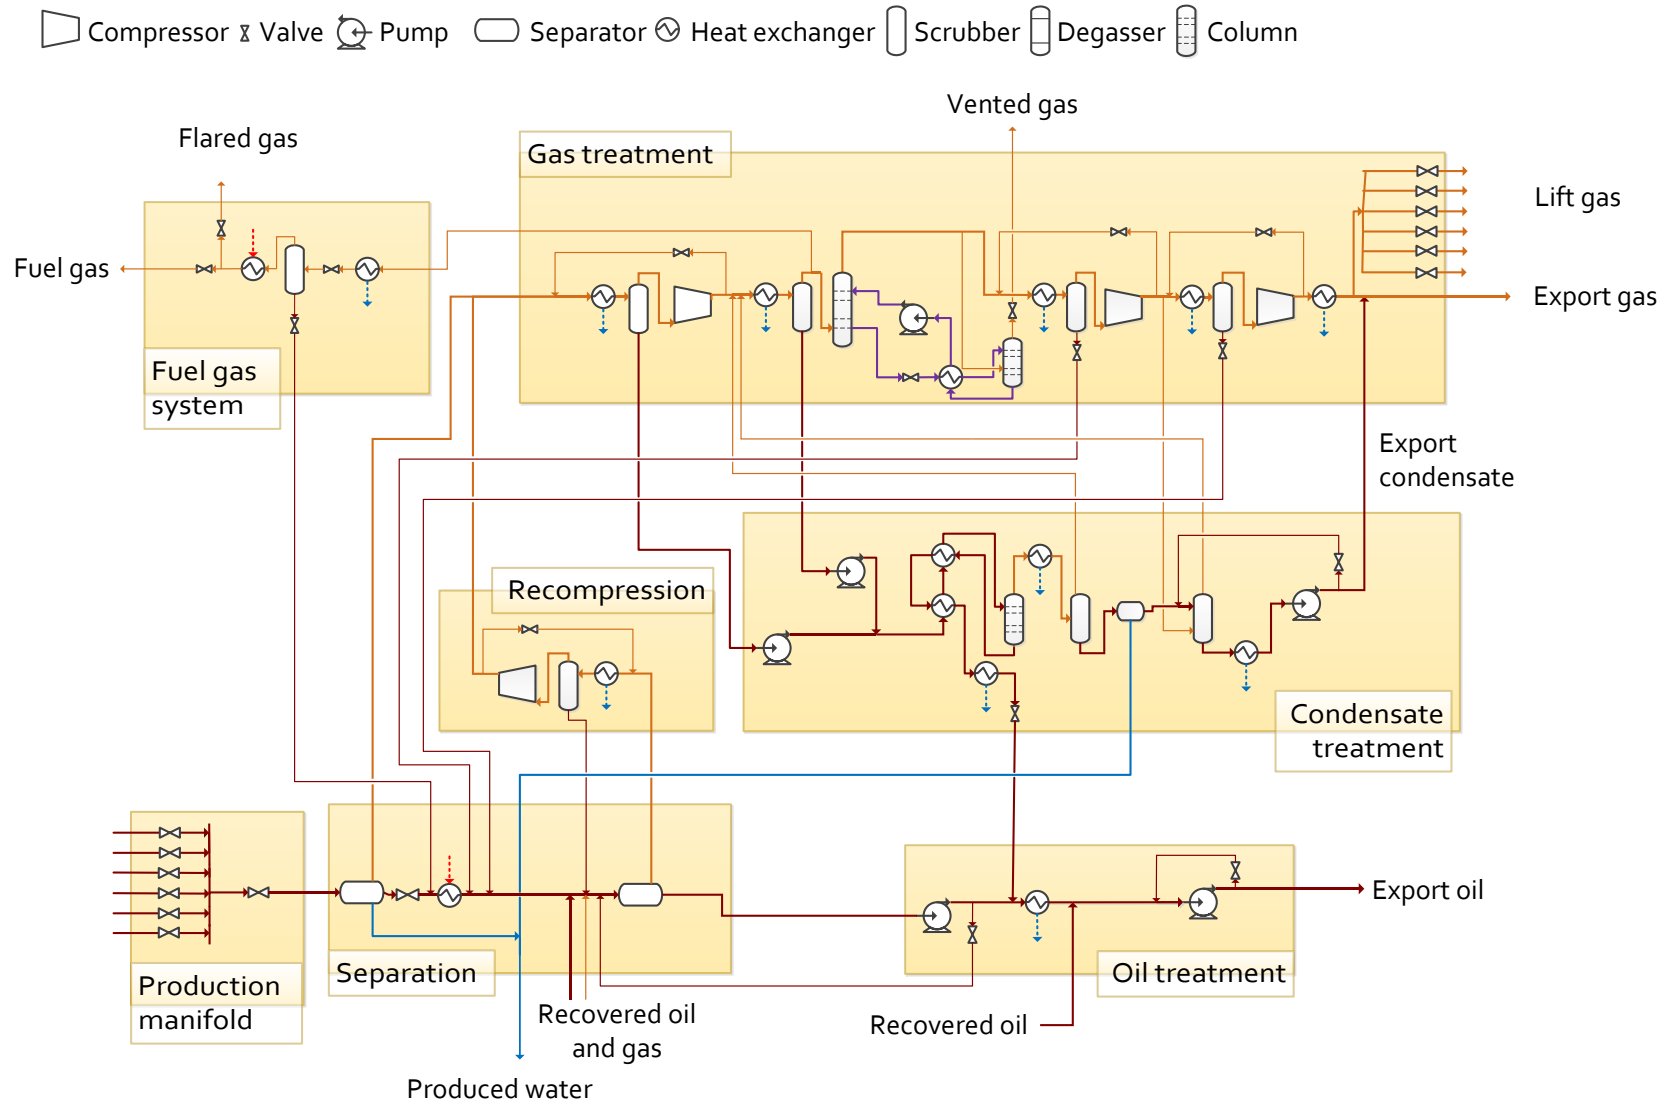 Compressor Valve Pump Separator Heat exchanger Scrubber Degasser Column
Vented gas
Flared gas
Gas treatment
Lift gas
Fuel gas
Export gas
Fuel gas
system
Export
condensate
Recompression
Condensate
treatment
Export oil
Separation
Oil treatment
Production
manifold
Recovered oil
and gas
Recovered oil
Produced water